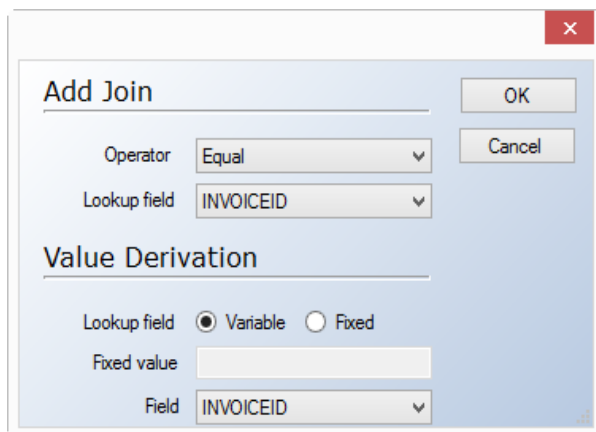 Add Join
OK
Operator Equal
Cancel
Lookup field INVOICEID
Value Derivation
Lookup field Variable Fixed
Fixed value
Field INVOICEID